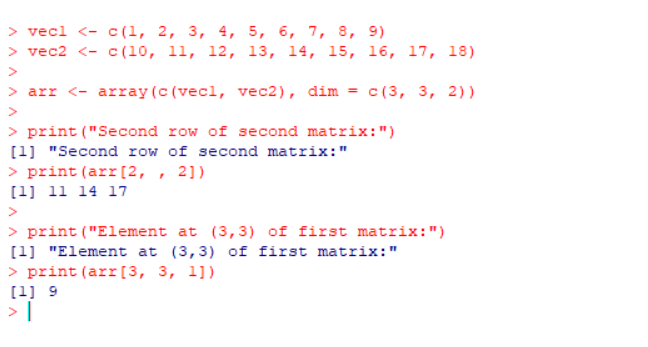 > vec1 <- c(1, 2, 3, 4, 5, 6, 7, 8, 9)
> vec2 <- c(10, 11, 12, 13, 14, 15, 16, 17, 18)
>
> arr <- array(c(vec1, vec2), dim = c(3, 3, 2))
>
> print("Second row of second matrix:")
[1] "Second row of second matrix:"
> print(arr[2, , 2])
[1] 11 14 17
>
> print("Element at (3,3) of first matrix:")
[1] "Element at (3,3) of first matrix:"
> print(arr[3, 3, 1])
[1] 9
>